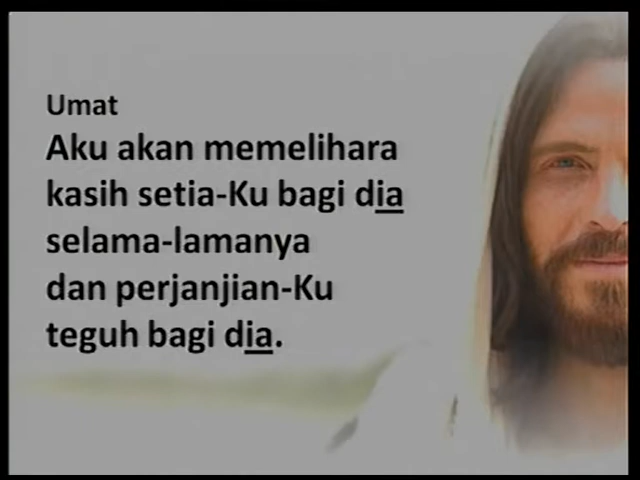 Umat
Aku akan memelihara
kasih setia-Ku bagi dia
selama-lamanya
dan perjanjian-Ku
teguh bagi dia.